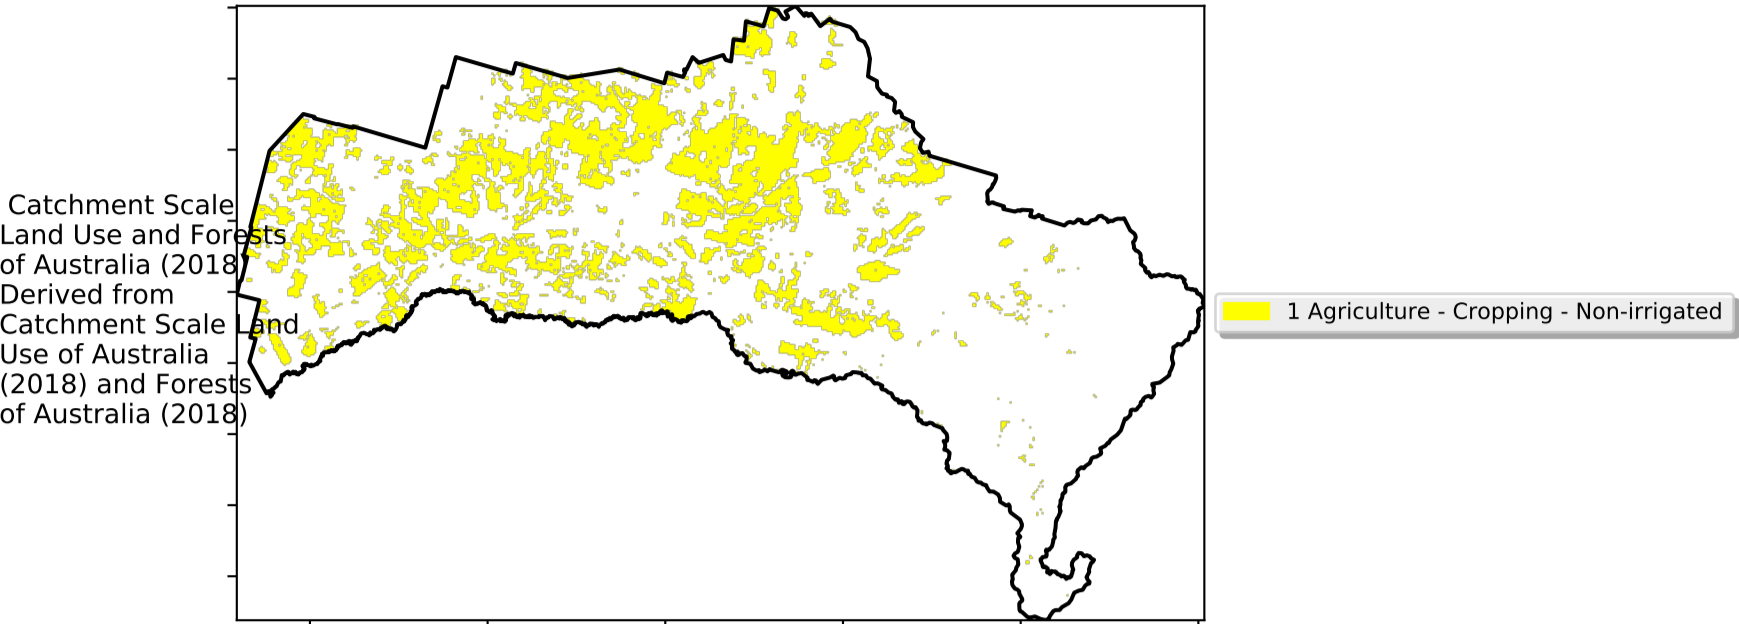 Catchment Scale
Land Use and Forests
of Australia (2018)
Derived from
Catchment Scale Land
Use of Australia
(2018) and Forests
of Australia (2018)
1 Agriculture - Cropping - Non-irrigated